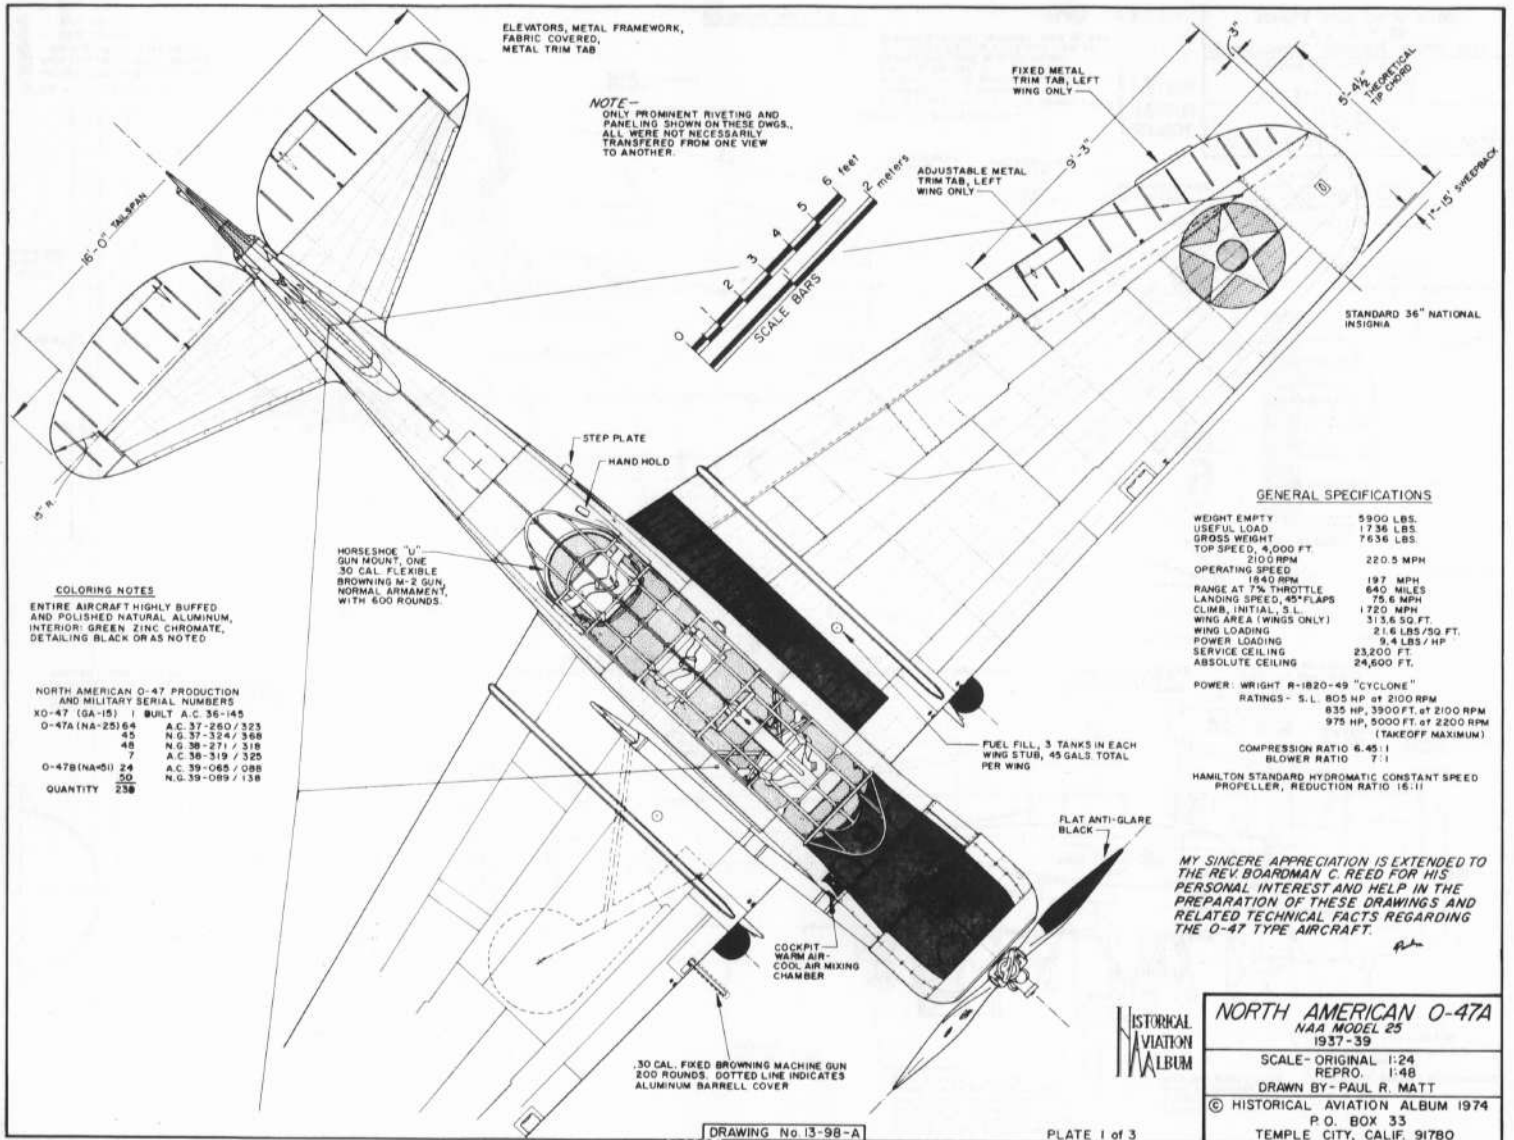 ELEVATORS, METAL FRAMEWORK,
FABRIC COVERED,
METAL TRIM TAB
NOTE—
ONLY PROMINENT RIVETING AND
PANELING SHOWN ON THESE DWGS.,
ALL WERE NOT NECESSARILY
TRANSFERED FROM ONE VIEW
TO ANOTHER.
FIXED METAL
TRIM TAB, LEFT
WING ONLY
3"
5'-4½"
THEORETICAL
TIP CHORD
9'-3"
ADJUSTABLE METAL
TRIM TAB, LEFT
WING ONLY
1°-15' SWEEPBACK
16'-0" TAILSPAN
0 1 2 3 4 5 6 feet
1 2 meters
SCALE BARS
STANDARD 36" NATIONAL
INSIGNIA
STEP PLATE
HAND HOLD
15" R.
HORSESHOE "U"
GUN MOUNT, ONE
.30 CAL. FLEXIBLE
BROWNING M-2 GUN,
NORMAL ARMAMENT,
WITH 600 ROUNDS.
COLORING NOTES
ENTIRE AIRCRAFT HIGHLY BUFFED
AND POLISHED NATURAL ALUMINUM,
INTERIOR: GREEN ZINC CHROMATE,
DETAILING BLACK OR AS NOTED
NORTH AMERICAN O-47 PRODUCTION
AND MILITARY SERIAL NUMBERS
XO-47 (GA-15) 1 BUILT A.C. 36-145
O-47A (NA-25) 64 A.C. 37-260 / 323
45 N.G. 37-324 / 368
48 N.G. 38-271 / 318
7 A.C. 38-319 / 325
O-47B (NA-51) 24 A.C. 39-065 / 088
50 N.G. 39-089 / 138
QUANTITY 238
GENERAL SPECIFICATIONS
WEIGHT EMPTY 5900 LBS.
USEFUL LOAD 1736 LBS.
GROSS WEIGHT 7636 LBS.
TOP SPEED, 4,000 FT.
2100 RPM 220.5 MPH
OPERATING SPEED
1840 RPM 197 MPH
RANGE AT 7% THROTTLE 640 MILES
LANDING SPEED, 45° FLAPS 75.6 MPH
CLIMB, INITIAL, S.L. 1720 MPH
WING AREA (WINGS ONLY) 313.6 SQ.FT.
WING LOADING 21.6 LBS/SQ FT.
POWER LOADING 9.4 LBS/HP
SERVICE CEILING 23,200 FT.
ABSOLUTE CEILING 24,600 FT.
POWER: WRIGHT R-1820-49 "CYCLONE"
RATINGS - S.L. 805 HP at 2100 RPM
835 HP, 3900 FT. at 2100 RPM
975 HP, 5000 FT. at 2200 RPM
(TAKEOFF MAXIMUM)
COMPRESSION RATIO 6.45:1
BLOWER RATIO 7:1
HAMILTON STANDARD HYDROMATIC CONSTANT SPEED
PROPELLER, REDUCTION RATIO 16:11
FUEL FILL, 3 TANKS IN EACH
WING STUB, 45 GALS. TOTAL
PER WING
FLAT ANTI-GLARE
BLACK
MY SINCERE APPRECIATION IS EXTENDED TO
THE REV. BOARDMAN C. REED FOR HIS
PERSONAL INTEREST AND HELP IN THE
PREPARATION OF THESE DRAWINGS AND
RELATED TECHNICAL FACTS REGARDING
THE O-47 TYPE AIRCRAFT.
COCKPIT
WARM AIR-
COOL AIR MIXING
CHAMBER
.30 CAL. FIXED BROWNING MACHINE GUN
200 ROUNDS. DOTTED LINE INDICATES
ALUMINUM BARRELL COVER
HISTORICAL
AVIATION
ALBUM
NORTH AMERICAN O-47A
NAA MODEL 25
1937-39
SCALE- ORIGINAL 1:24
REPRO. 1:48
DRAWN BY - PAUL R. MATT
© HISTORICAL AVIATION ALBUM 1974
P.O. BOX 33
TEMPLE CITY, CALIF. 91780
DRAWING No. 13-98-A
PLATE 1 of 3